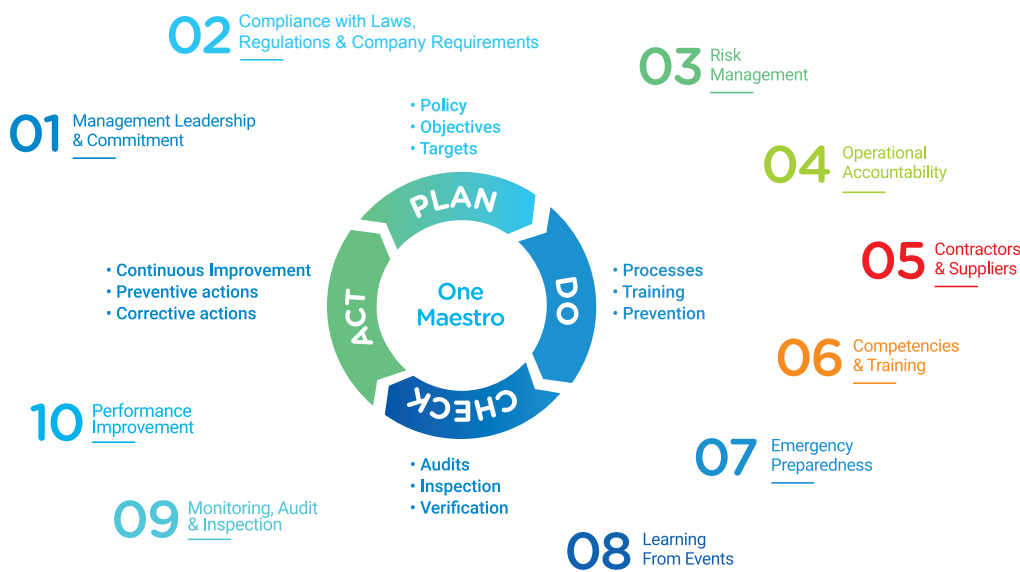 01 Management Leadership
& Commitment
02 Compliance with Laws,
Regulations & Company Requirements
03 Risk
Management
04 Operational
Accountability
05 Contractors
& Suppliers
06 Competencies
& Training
07 Emergency
Preparedness
08 Learning
From Events
09 Monitoring, Audit
& Inspection
10 Performance
Improvement
• Policy
• Objectives
• Targets
PLAN
• Processes
• Training
• Prevention
DO
CHECK
• Audits
• Inspection
• Verification
ACT
• Continuous Improvement
• Preventive actions
• Corrective actions
One
Maestro